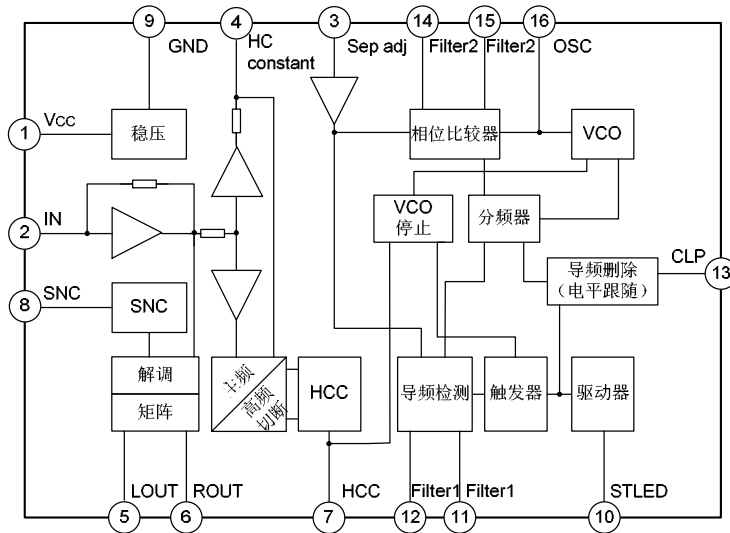 9
4
3
14
15
16
GND
HC
constant
Sep adj
Filter2
Filter2
OSC
1
Vcc
稳压
相位比较器
VCO
2
IN
VCO
停止
分频器
CLP
13
导频删除
(电平跟随)
8
SNC
SNC
解调
矩阵
主频
高频
切断
HCC
导频检测
触发器
驱动器
LOUT
ROUT
HCC
Filter1
Filter1
STLED
5
6
7
12
11
10